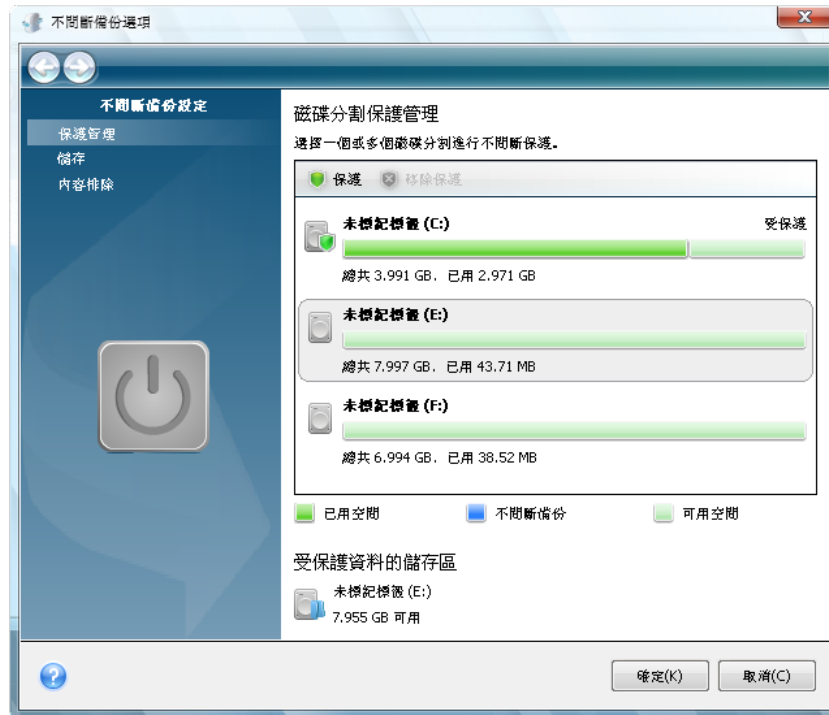 不間斷備份選項
不間斷備份設定
保護管理
儲存
內容排除
磁碟分割保護管理
選擇一個或多個磁碟分割進行不間斷保護。
保護 移除保護
未標記標籤 (C:) 受保護
總共 3.991 GB. 已用 2.971 GB
未標記標籤 (E:)
總共 7.997 GB. 已用 43.71 MB
未標記標籤 (F:)
總共 6.994 GB. 已用 38.52 MB
已用空間 不間斷備份 可用空間
受保護資料的儲存區
未標記標籤 (E:)
7.955 GB 可用
確定(K) 取消(C)